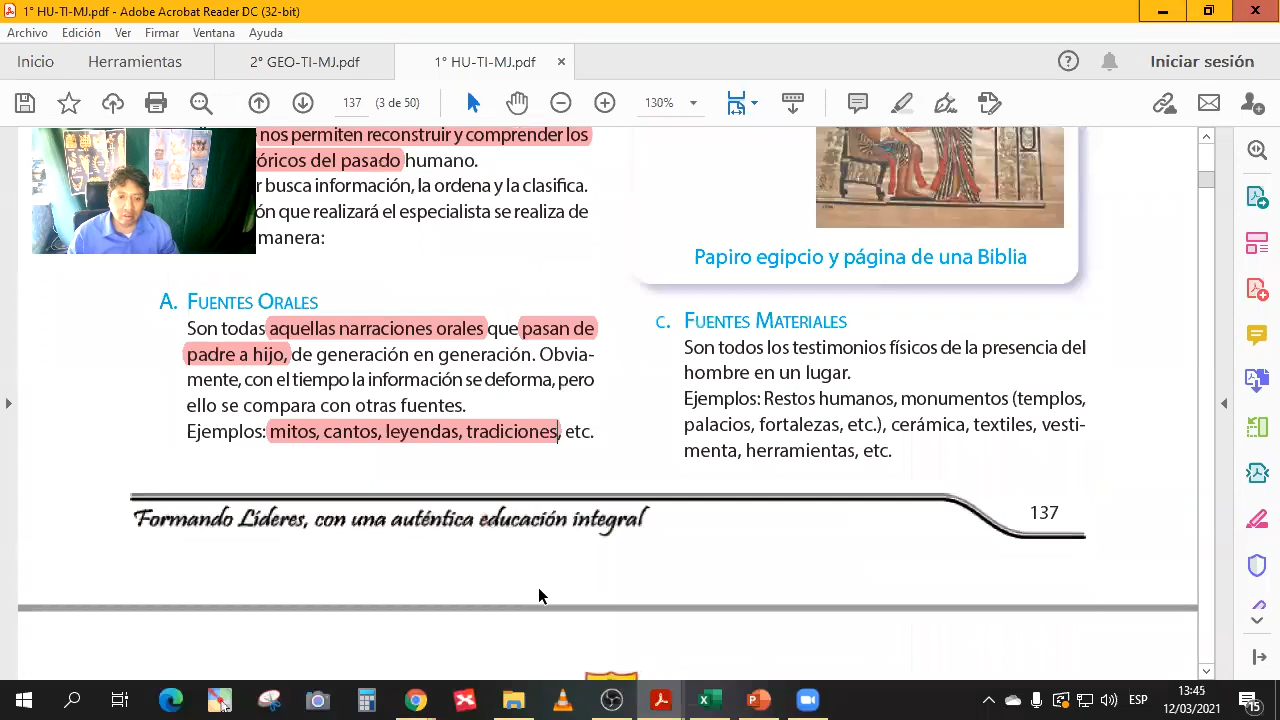 1° HU-TI-MJ.pdf - Adobe Acrobat Reader DC (32-bit)
Archivo Edición Ver Firmar Ventana Ayuda
Inicio Herramientas 2° GEO-TI-MJ.pdf 1° HU-TI-MJ.pdf × Iniciar sesión
137 (3 de 50) 130%
nos permiten reconstruir y comprender los
óricos del pasado humano.
r busca información, la ordena y la clasifica.
ón que realizará el especialista se realiza de
manera:
A. FUENTES ORALES
Son todas aquellas narraciones orales que pasan de
padre a hijo, de generación en generación. Obvia-
mente, con el tiempo la información se deforma, pero
ello se compara con otras fuentes.
Ejemplos: mitos, cantos, leyendas, tradiciones, etc.
Papiro egipcio y página de una Biblia
C. FUENTES MATERIALES
Son todos los testimonios físicos de la presencia del
hombre en un lugar.
Ejemplos: Restos humanos, monumentos (templos,
palacios, fortalezas, etc.), cerámica, textiles, vesti-
menta, herramientas, etc.
Formando Líderes, con una auténtica educación integral
137
ESP
13:45
12/03/2021
15